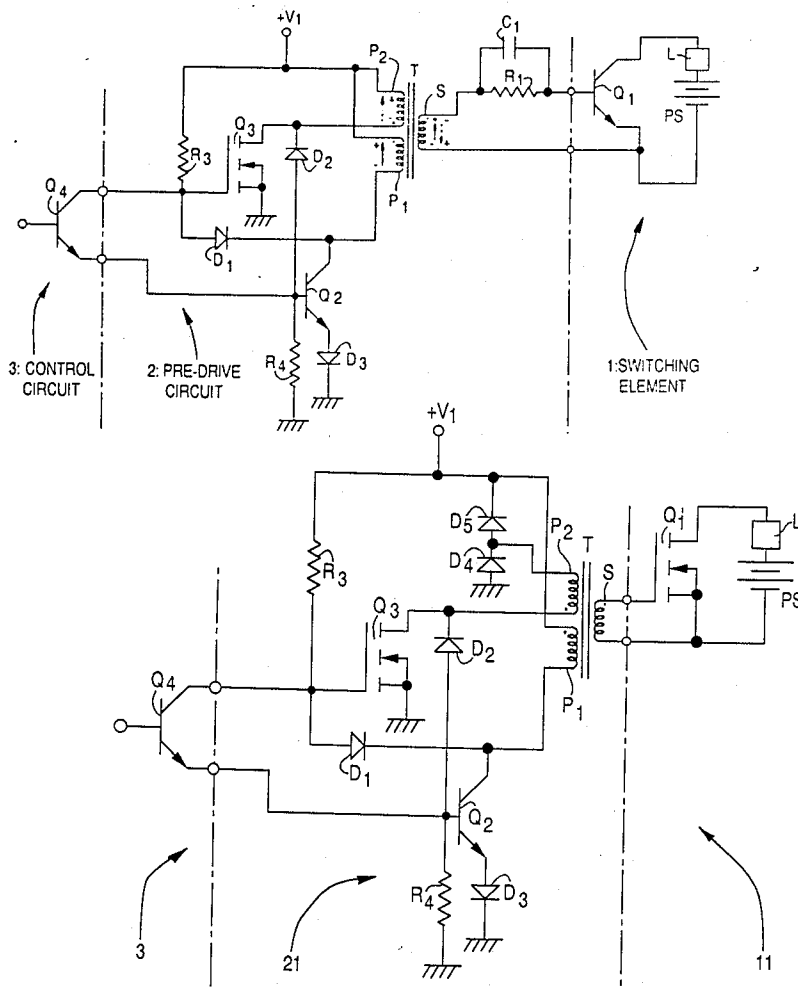 +V1
C1
P2
T
L
R1
S
Q1
Q3
PS
R3
D2
Q4
P1
D1
Q2
R4
D3
3: CONTROL
CIRCUIT
2: PRE-DRIVE
CIRCUIT
1:SWITCHING
ELEMENT
+V1
D5
P2
T
Q1
L
D4
R3
S
PS
Q3
D2
Q4
P1
D1
Q2
R4
D3
3
21
11